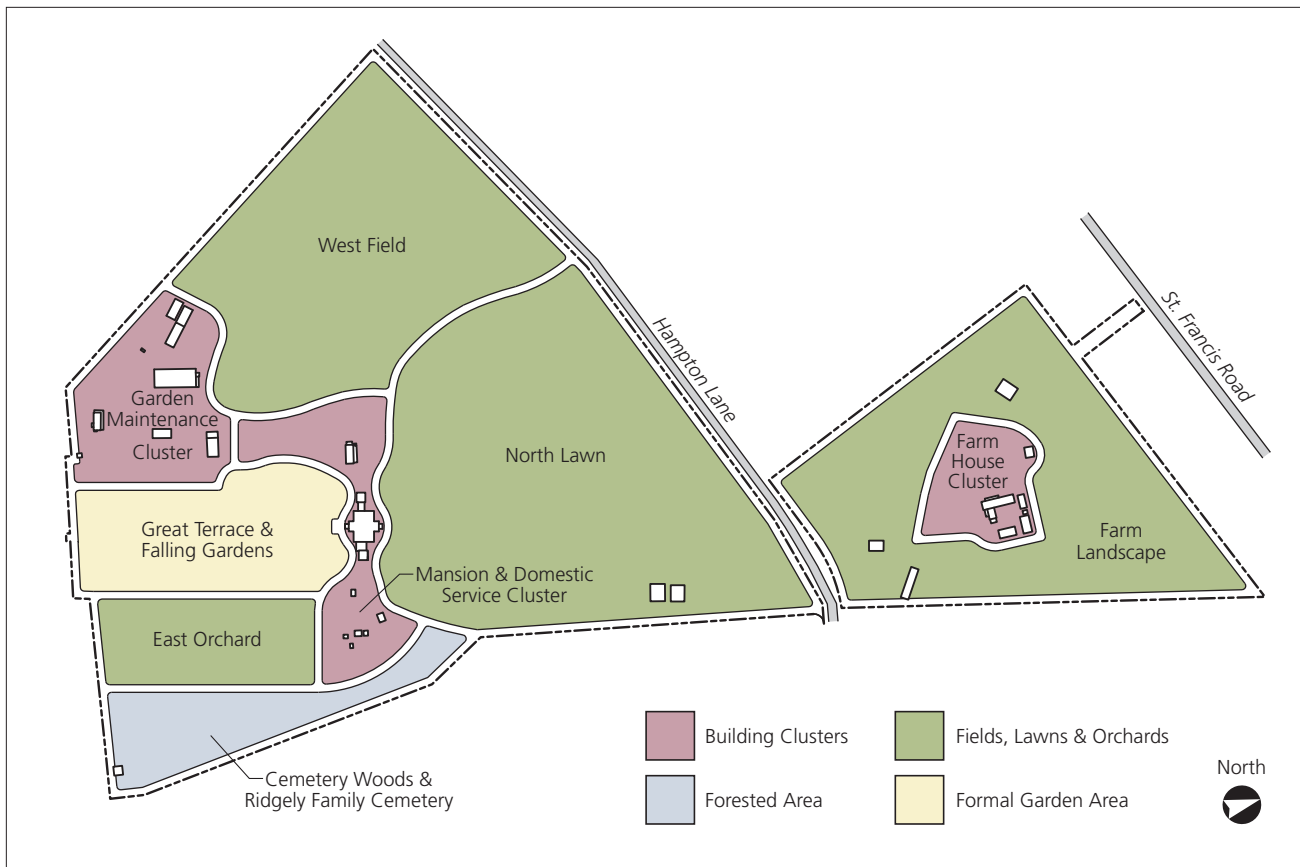 West Field
Hampton Lane
St. Francis Road
Garden
Maintenance
Cluster
North Lawn
Farm
House
Cluster
Great Terrace &
Falling Gardens
Farm
Landscape
Mansion & Domestic
Service Cluster
East Orchard
Cemetery Woods &
Ridgely Family Cemetery
Building Clusters
Fields, Lawns & Orchards
Forested Area
Formal Garden Area
North